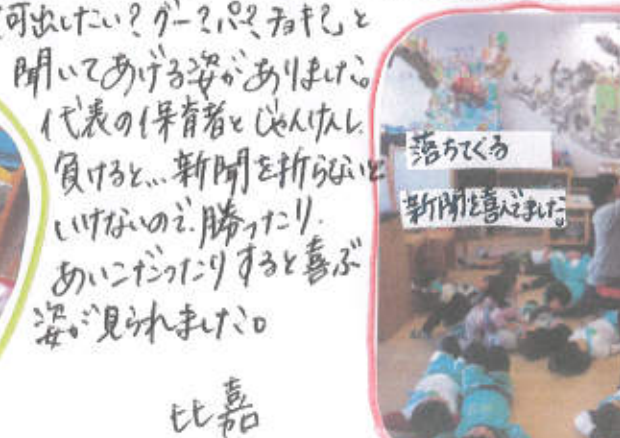 何出したい？グー？パ？チョキ？と
聞いてあげる姿がありました。
代表の保育者とじゃんけんし、
負けると…新聞を折らないと
いけないので、勝ったり、
あいこだったりすると喜ぶ
姿が見られました。
比嘉
落ちてくる
新聞を喜んでました。